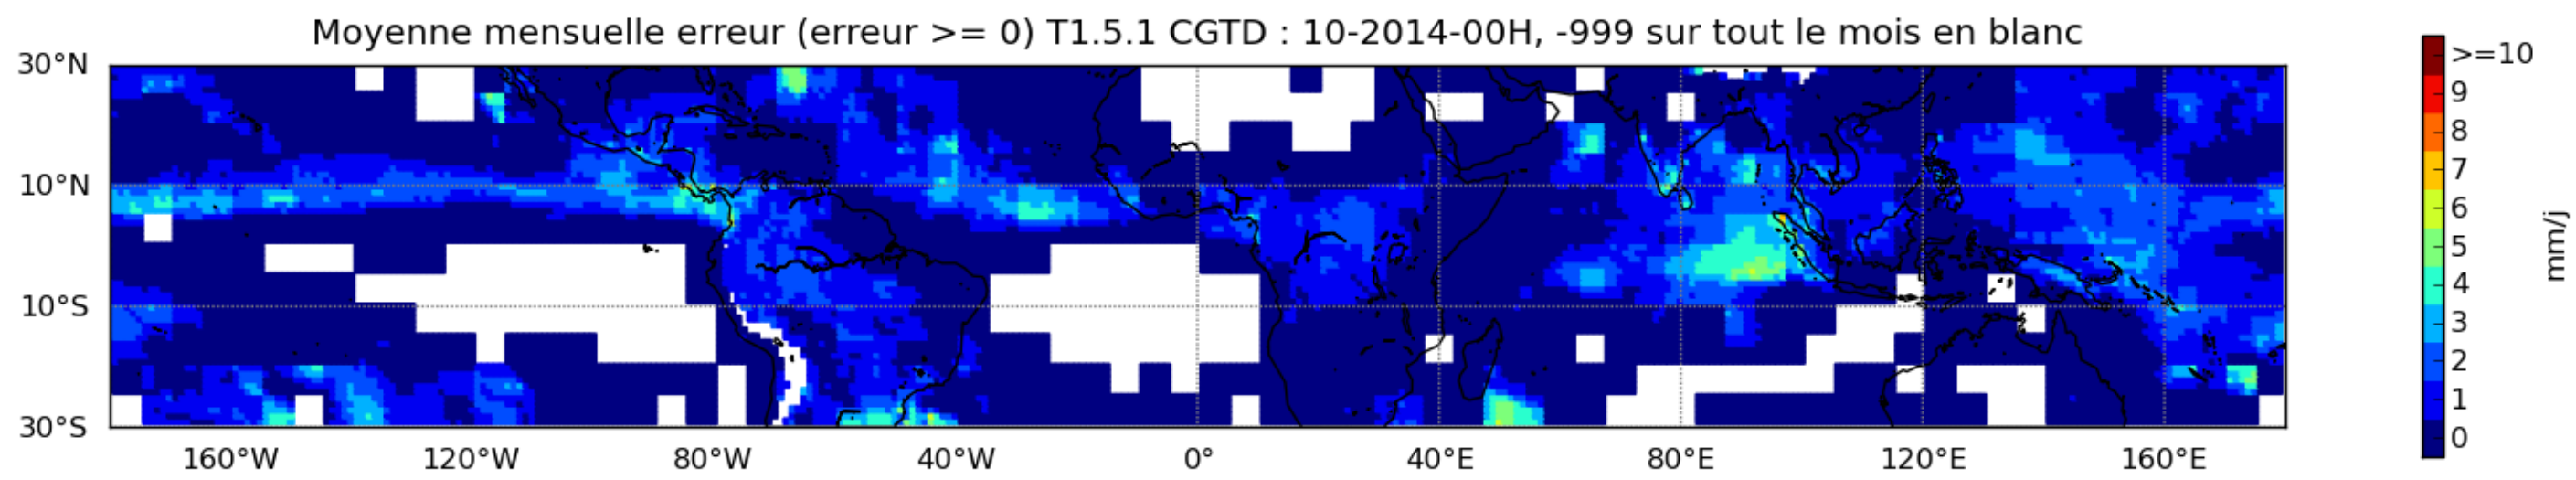 Moyenne mensuelle erreur (erreur >= 0) T1.5.1 CGTD : 10-2014-00H, -999 sur tout le mois en blanc
30°N
10°N
10°S
30°S
160°W 120°W 80°W 40°W 0° 40°E 80°E 120°E 160°E
>=10
9
8
7
6
5
4
3
2
1
0
mm/j